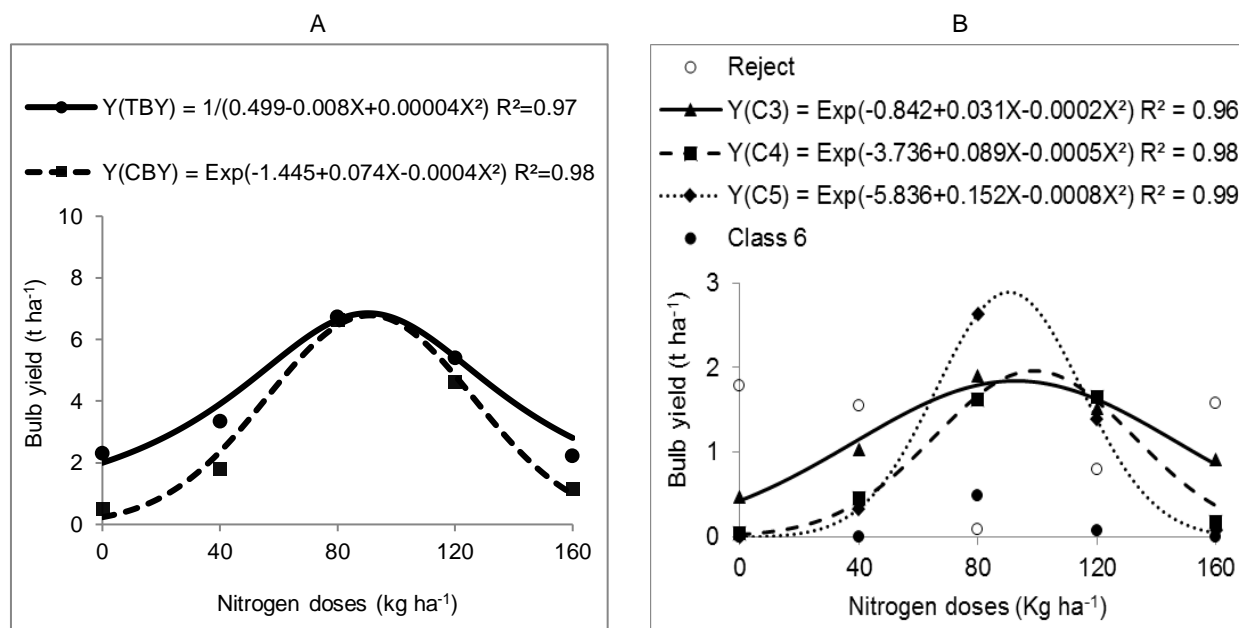 A
Y(TBY) = 1/(0.499-0.008X+0.00004X²) R²=0.97
Y(CBY) = Exp(-1.445+0.074X-0.0004X²) R²=0.98
10
8
6
4
2
0
Bulb yield (t ha⁻¹)
0 40 80 120 160
Nitrogen doses (kg ha⁻¹)
B
Reject
Y(C3) = Exp(-0.842+0.031X-0.0002X²) R² = 0.96
Y(C4) = Exp(-3.736+0.089X-0.0005X²) R² = 0.98
Y(C5) = Exp(-5.836+0.152X-0.0008X²) R² = 0.99
Class 6
3
2
1
0
Bulb yield (t ha⁻¹)
0 40 80 120 160
Nitrogen doses (Kg ha⁻¹)